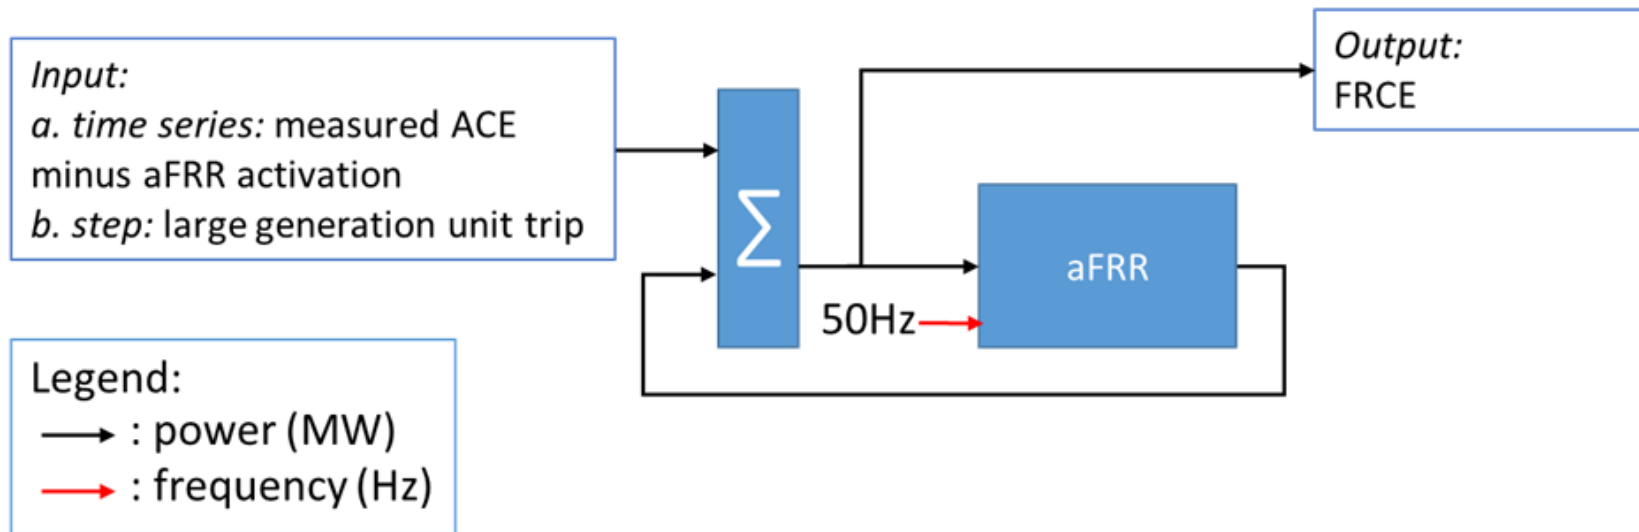 Input:
a. time series: measured ACE
minus aFRR activation
b. step: large generation unit trip
∑
Output:
FRCE
aFRR
50Hz
Legend:
: power (MW)
: frequency (Hz)